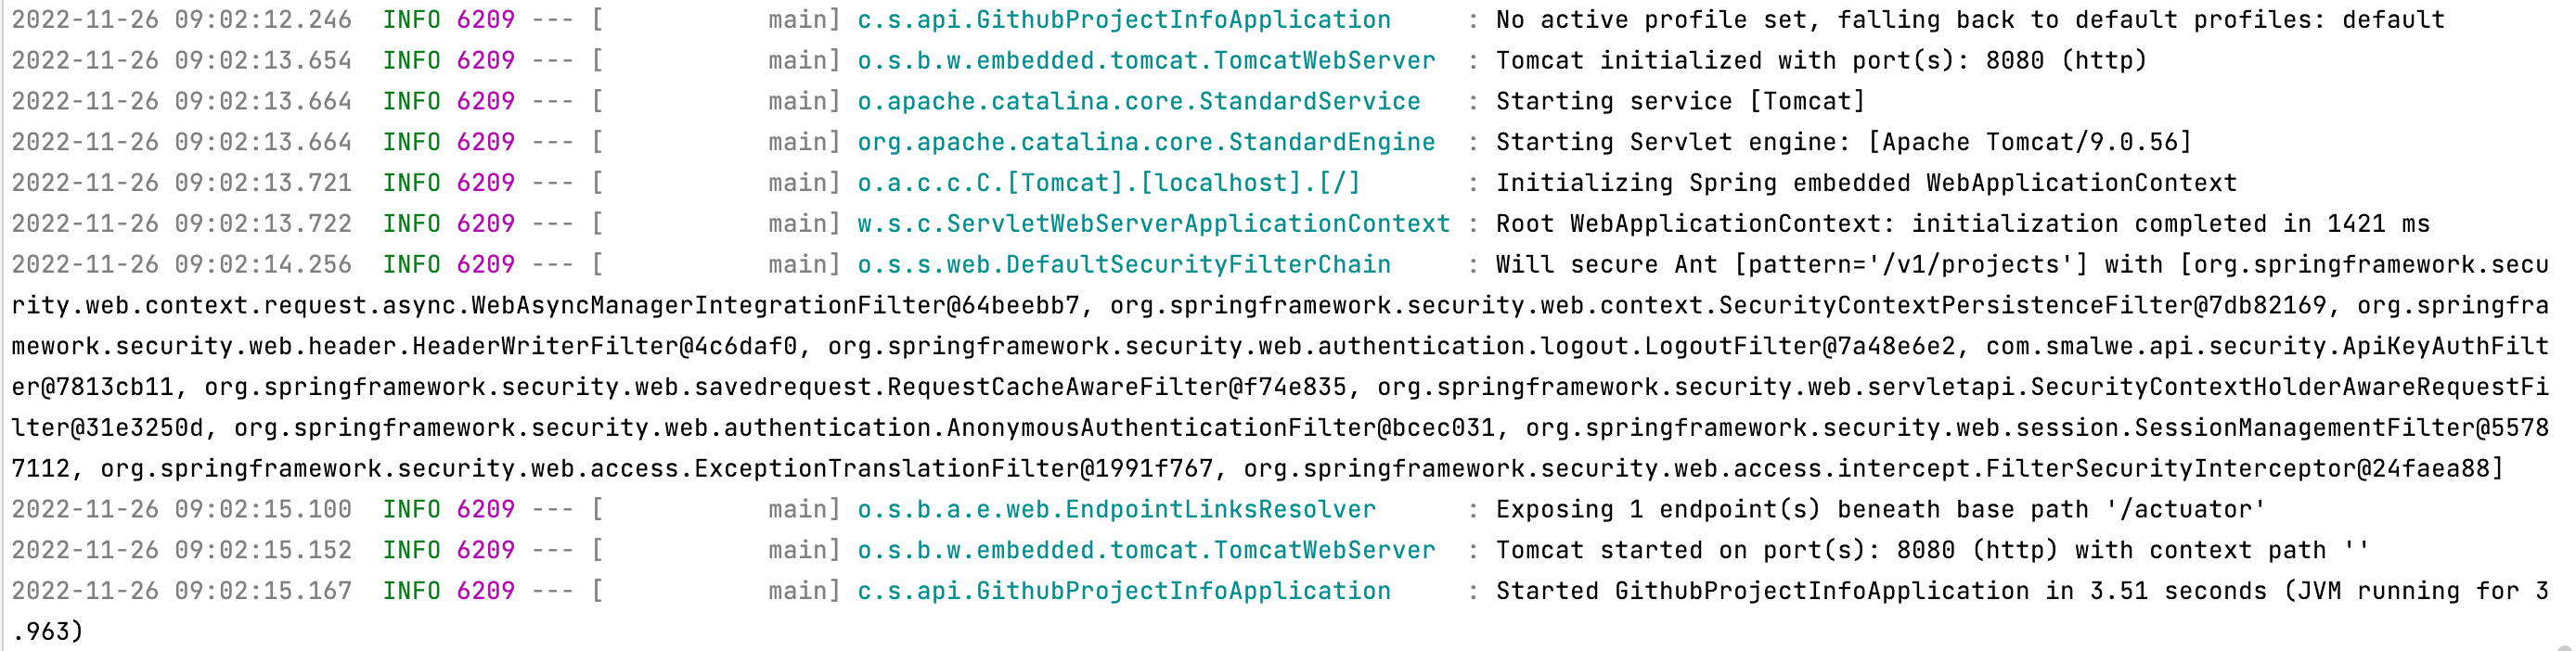 2022-11-26 09:02:12.246  INFO 6209 --- [           main] c.s.api.GithubProjectInfoApplication     : No active profile set, falling back to default profiles: default
2022-11-26 09:02:13.654  INFO 6209 --- [           main] o.s.b.w.embedded.tomcat.TomcatWebServer  : Tomcat initialized with port(s): 8080 (http)
2022-11-26 09:02:13.664  INFO 6209 --- [           main] o.apache.catalina.core.StandardService   : Starting service [Tomcat]
2022-11-26 09:02:13.664  INFO 6209 --- [           main] org.apache.catalina.core.StandardEngine  : Starting Servlet engine: [Apache Tomcat/9.0.56]
2022-11-26 09:02:13.721  INFO 6209 --- [           main] o.a.c.c.C.[Tomcat].[localhost].[/]       : Initializing Spring embedded WebApplicationContext
2022-11-26 09:02:13.722  INFO 6209 --- [           main] w.s.c.ServletWebServerApplicationContext : Root WebApplicationContext: initialization completed in 1421 ms
2022-11-26 09:02:14.256  INFO 6209 --- [           main] o.s.s.web.DefaultSecurityFilterChain     : Will secure Ant [pattern='/v1/projects'] with [org.springframework.secu
rity.web.context.request.async.WebAsyncManagerIntegrationFilter@64beebb7, org.springframework.security.web.context.SecurityContextPersistenceFilter@7db82169, org.springfra
mework.security.web.header.HeaderWriterFilter@4c6daf0, org.springframework.security.web.authentication.logout.LogoutFilter@7a48e6e2, com.smalwe.api.security.ApiKeyAuthFilt
er@7813cb11, org.springframework.security.web.savedrequest.RequestCacheAwareFilter@f74e835, org.springframework.security.web.servletapi.SecurityContextHolderAwareRequestFi
lter@31e3250d, org.springframework.security.web.authentication.AnonymousAuthenticationFilter@bcec031, org.springframework.security.web.session.SessionManagementFilter@5578
7112, org.springframework.security.web.access.ExceptionTranslationFilter@1991f767, org.springframework.security.web.access.intercept.FilterSecurityInterceptor@24faea88]
2022-11-26 09:02:15.100  INFO 6209 --- [           main] o.s.b.a.e.web.EndpointLinksResolver      : Exposing 1 endpoint(s) beneath base path '/actuator'
2022-11-26 09:02:15.152  INFO 6209 --- [           main] o.s.b.w.embedded.tomcat.TomcatWebServer  : Tomcat started on port(s): 8080 (http) with context path ''
2022-11-26 09:02:15.167  INFO 6209 --- [           main] c.s.api.GithubProjectInfoApplication     : Started GithubProjectInfoApplication in 3.51 seconds (JVM running for 3
.963)